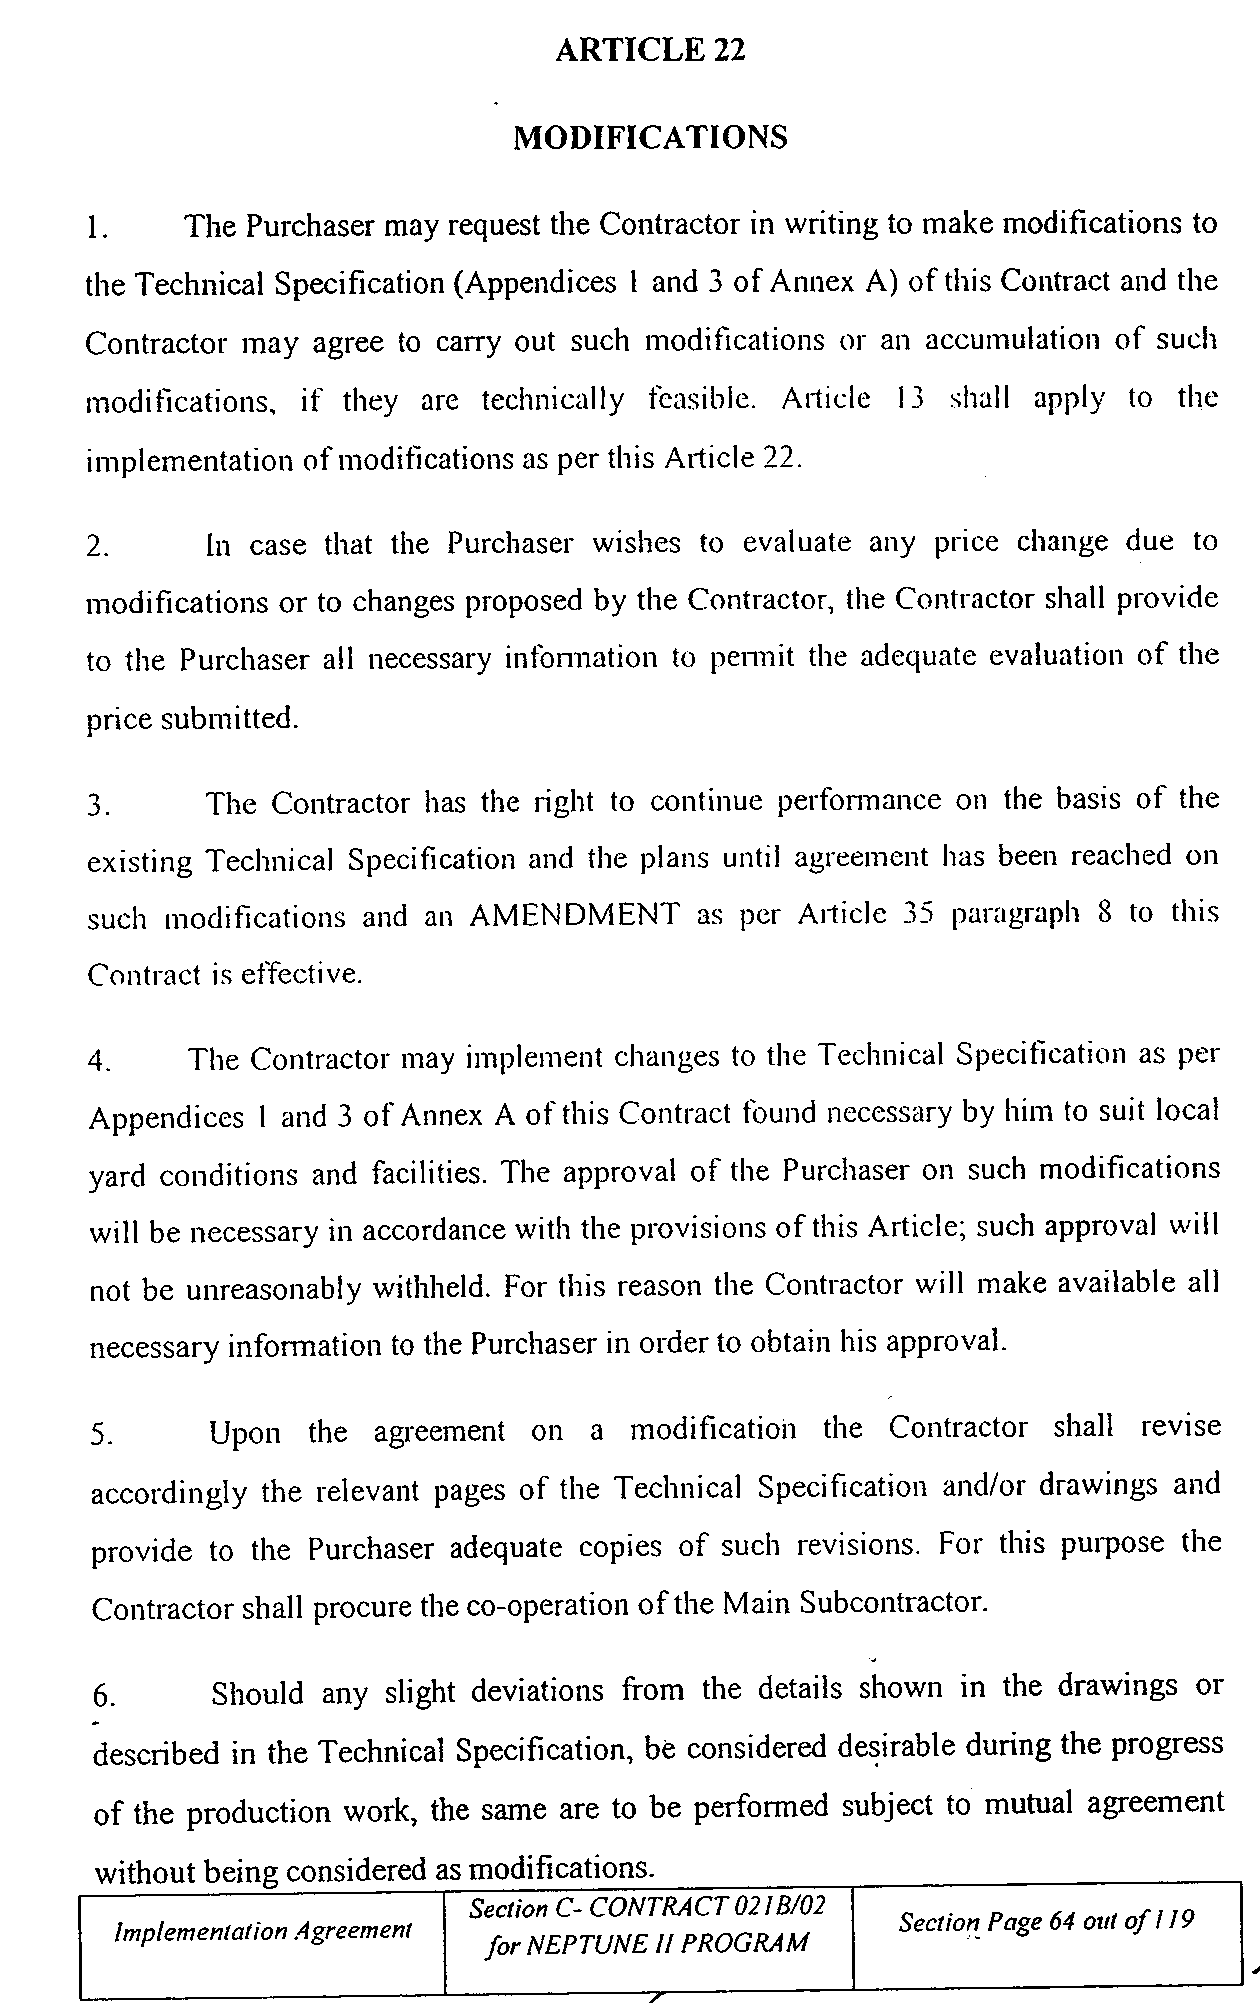 ARTICLE 22
MODIFICATIONS
1. The Purchaser may request the Contractor in writing to make modifications to
the Technical Specification (Appendices 1 and 3 of Annex A) of this Contract and the
Contractor may agree to carry out such modifications or an accumulation of such
modifications, if they are technically feasible. Article 13 shall apply to the
implementation of modifications as per this Article 22.
2. In case that the Purchaser wishes to evaluate any price change due to
modifications or to changes proposed by the Contractor, the Contractor shall provide
to the Purchaser all necessary information to permit the adequate evaluation of the
price submitted.
3. The Contractor has the right to continue performance on the basis of the
existing Technical Specification and the plans until agreement has been reached on
such modifications and an AMENDMENT as per Article 35 paragraph 8 to this
Contract is effective.
4. The Contractor may implement changes to the Technical Specification as per
Appendices 1 and 3 of Annex A of this Contract found necessary by him to suit local
yard conditions and facilities. The approval of the Purchaser on such modifications
will be necessary in accordance with the provisions of this Article; such approval will
not be unreasonably withheld. For this reason the Contractor will make available all
necessary information to the Purchaser in order to obtain his approval.
5. Upon the agreement on a modification the Contractor shall revise
accordingly the relevant pages of the Technical Specification and/or drawings and
provide to the Purchaser adequate copies of such revisions. For this purpose the
Contractor shall procure the co-operation of the Main Subcontractor.
6. Should any slight deviations from the details shown in the drawings or
described in the Technical Specification, be considered desirable during the progress
of the production work, the same are to be performed subject to mutual agreement
without being considered as modifications.
Implementation Agreement
Section C- CONTRACT 021B/02
for NEPTUNE II PROGRAM
Section Page 64 out of 119